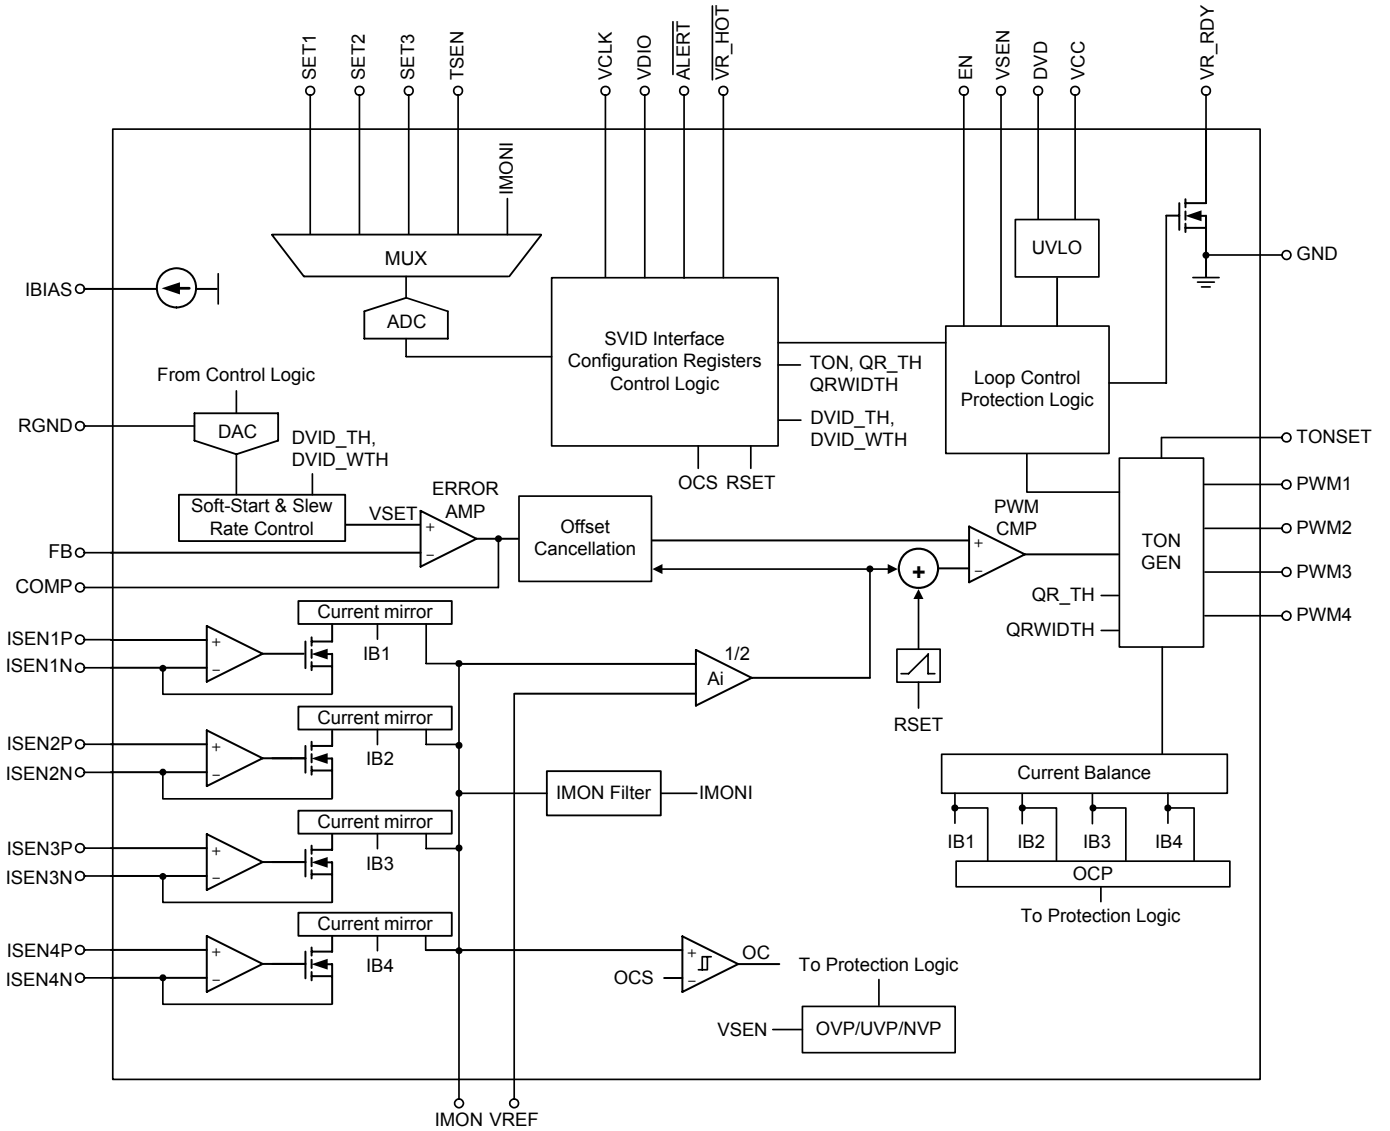 SET1
SET2
SET3
TSEN
VCLK
VDIO
ALERT
VR_HOT
EN
VSEN
DVD
VCC
VR_RDY
IMONI
MUX
UVLO
GND
IBIAS
ADC
SVID Interface
Configuration Registers
Control Logic
TON, QR_TH
QRWIDTH
DVID_TH,
DVID_WTH
Loop Control
Protection Logic
From Control Logic
RGND
DAC
DVID_TH,
DVID_WTH
OCS
RSET
TONSET
Soft-Start & Slew
Rate Control
VSET
ERROR
AMP
+
−
Offset
Cancellation
PWM
CMP
+
−
+
TON
GEN
PWM1
PWM2
PWM3
PWM4
FB
COMP
QR_TH
QRWIDTH
ISEN1P
ISEN1N
+
−
Current mirror
IB1
1/2
Ai
RSET
ISEN2P
ISEN2N
+
−
Current mirror
IB2
IMON Filter
IMONI
Current Balance
IB1
IB2
IB3
IB4
OCP
To Protection Logic
ISEN3P
ISEN3N
+
−
Current mirror
IB3
ISEN4P
ISEN4N
+
−
Current mirror
IB4
OCS
+
−
OC
To Protection Logic
VSEN
OVP/UVP/NVP
IMON
VREF